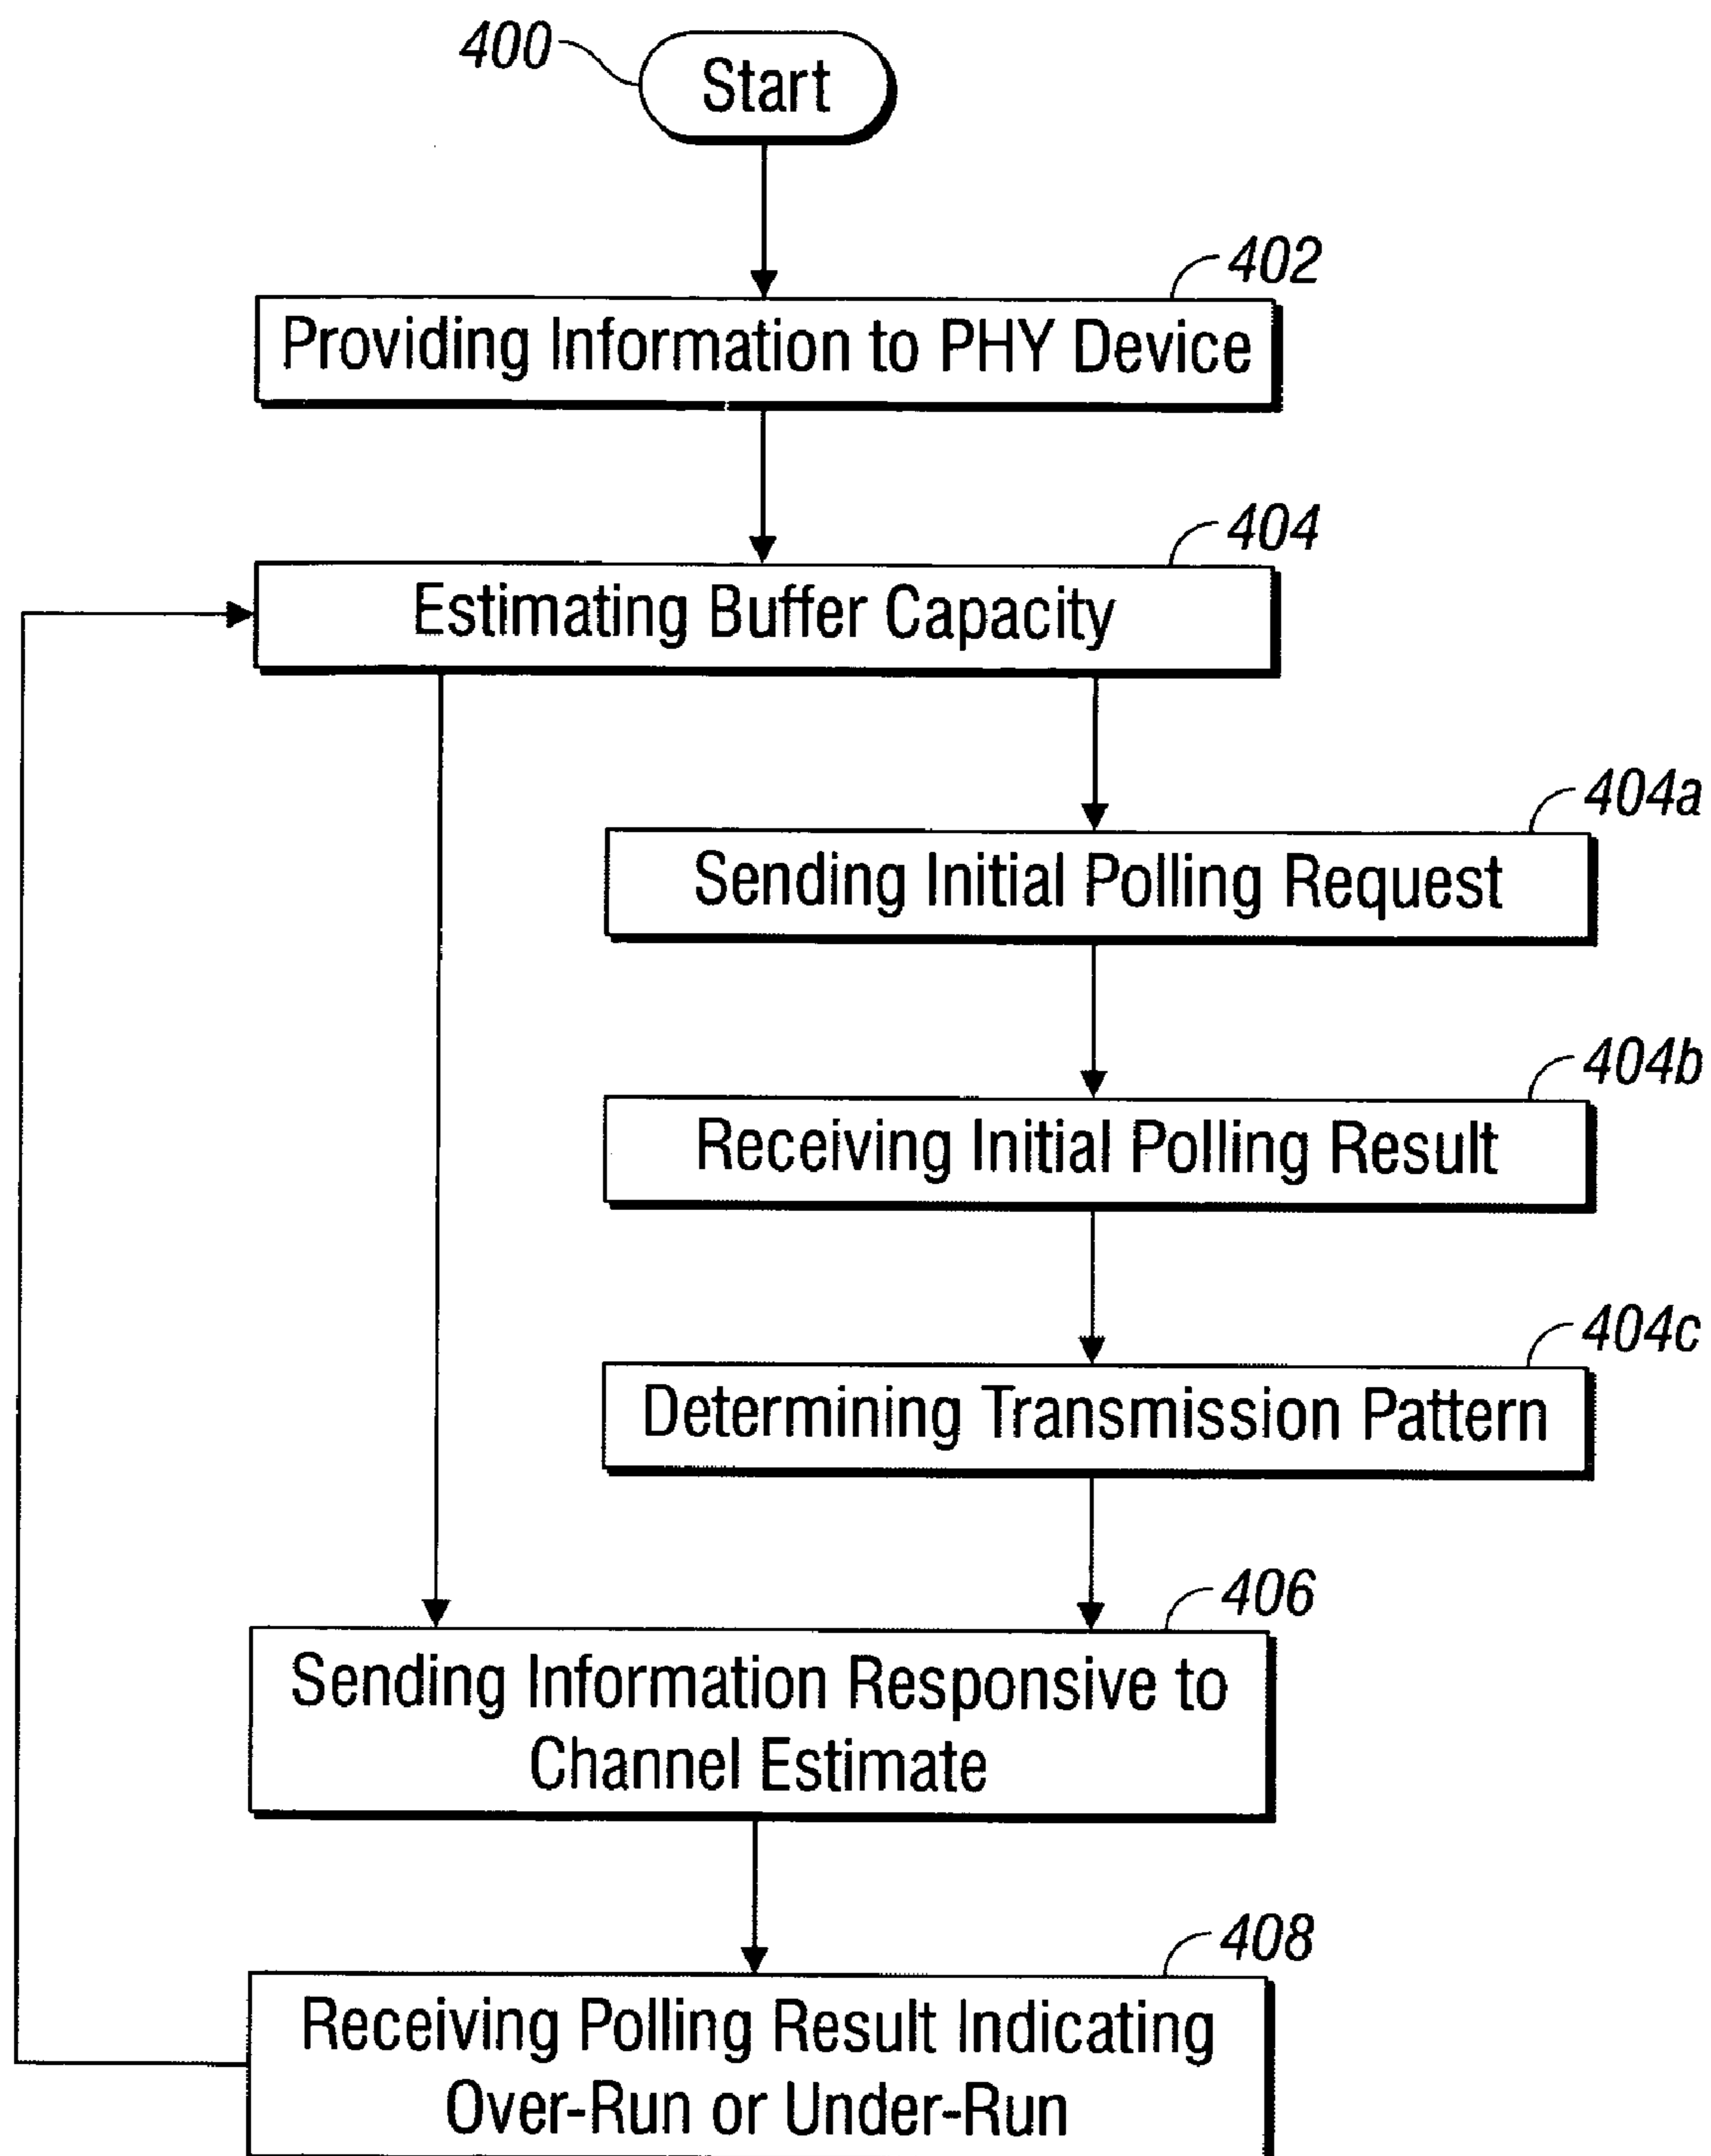 400
Start
402
Providing Information to PHY Device
404
Estimating Buffer Capacity
404a
Sending Initial Polling Request
404b
Receiving Initial Polling Result
404c
Determining Transmission Pattern
406
Sending Information Responsive to
Channel Estimate
408
Receiving Polling Result Indicating
Over-Run or Under-Run